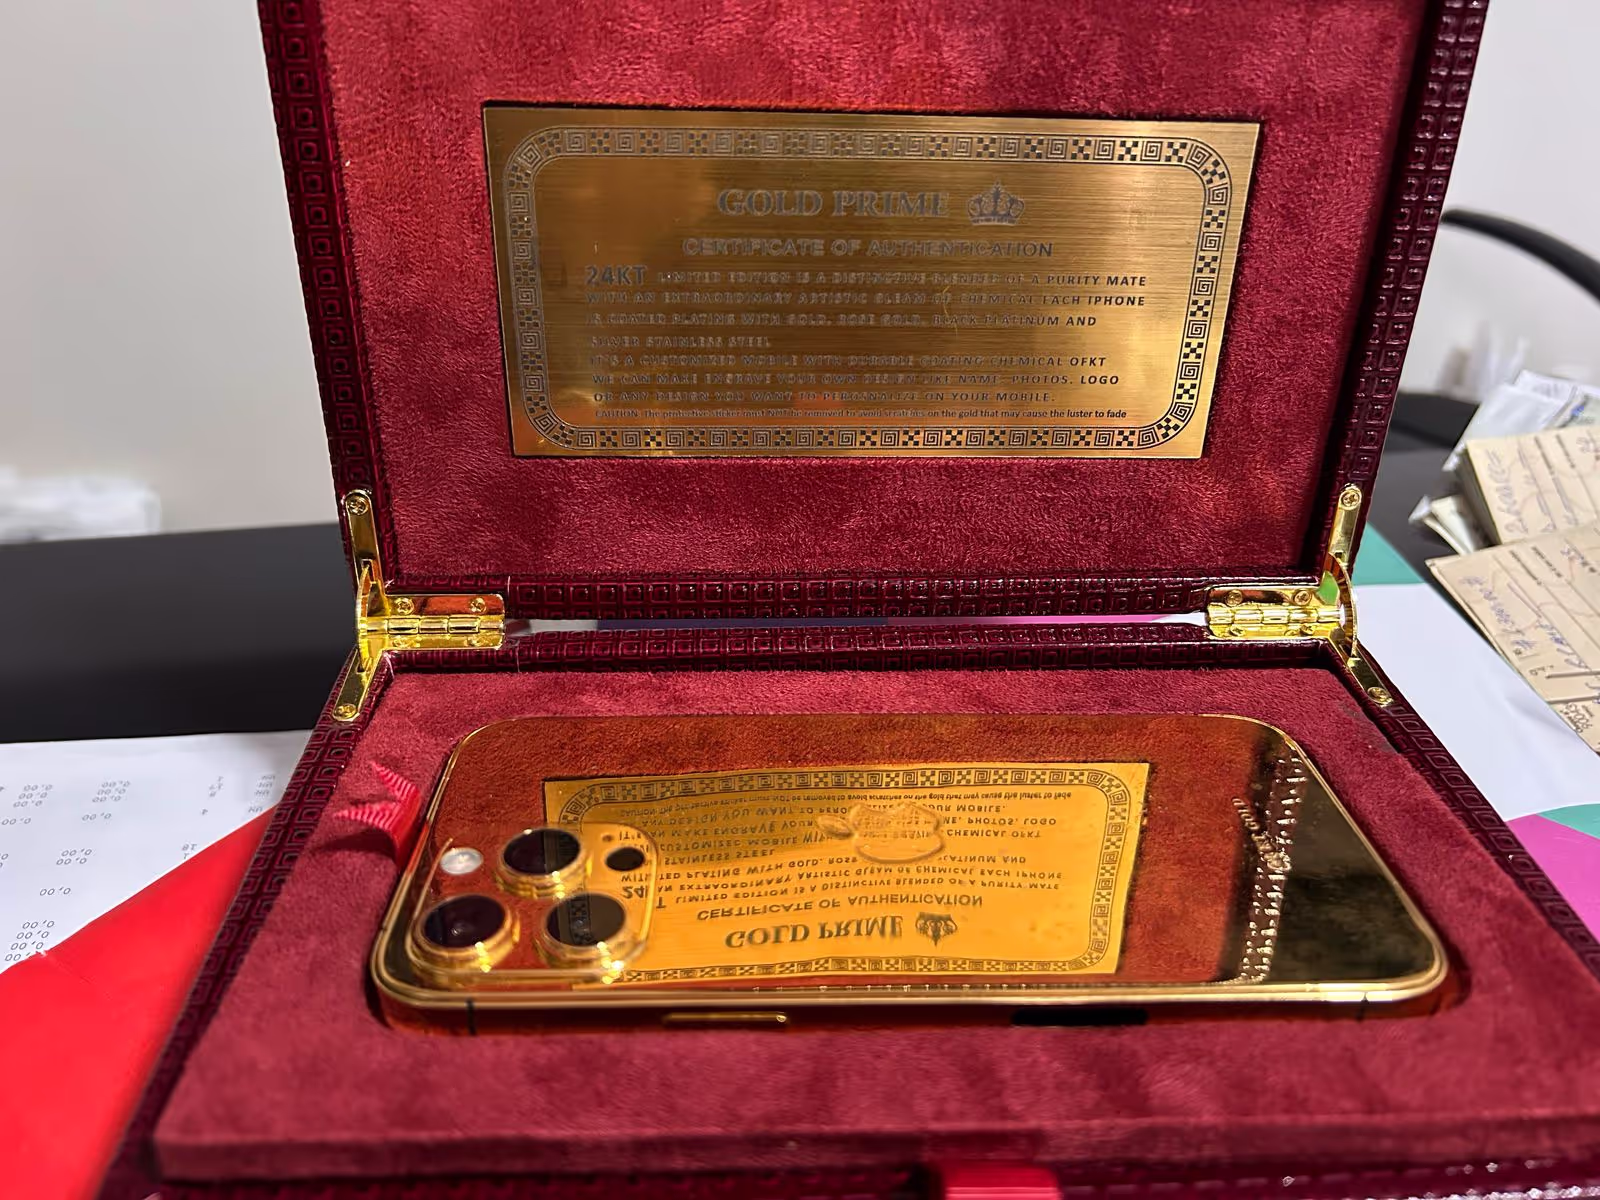 GOLD PRIME
CERTIFICATE OF AUTHENTICATION
24KT LIMITED EDITION IS A DISTINCTIVE BLENDED OF A PURITY MATE
WITH AN EXTRAORDINARY ARTISTIC GLEAM OF CHEMICAL EACH IPHONE
IS COATED PLATING WITH GOLD, ROSE GOLD, BLACK PLATINUM AND
SILVER STAINLESS STEEL
IT'S A CUSTOMIZED MOBILE WITH DURABLE COATING CHEMICAL OFKT
WE CAN MAKE ENGRAVE YOUR OWN DESIGN LIKE NAME, PHOTOS, LOGO
OR ANY DESIGN YOU WANT TO PEROSNALIZE ON YOUR MOBILE.
CAUTION: The protective sticker must NOT be removed to avoid scratches on the gold that may cause the luster to fade